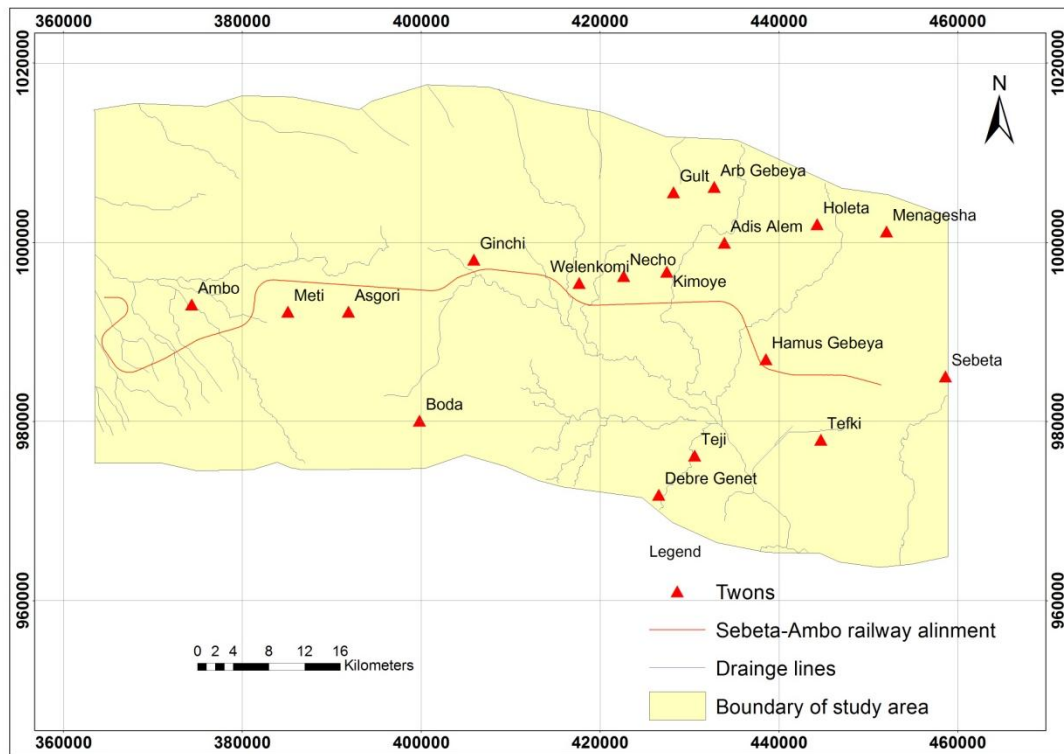 360000 380000 400000 420000 440000 460000
1020000 1020000
N
Gult Arb Gebeya
Holeta Menagesha
Adis Alem
1000000 1000000
Ginchi
Welenkomi Necho
Kimoye
Ambo Meti Asgori
Hamus Gebeya
Sebeta
980000 980000
Boda
Tefki
Teji
Debre Genet
Legend
960000 960000
Twons
Sebeta-Ambo railway alinment
0 2 4 8 12 16
Kilometers
Drainge lines
Boundary of study area
360000 380000 400000 420000 440000 460000